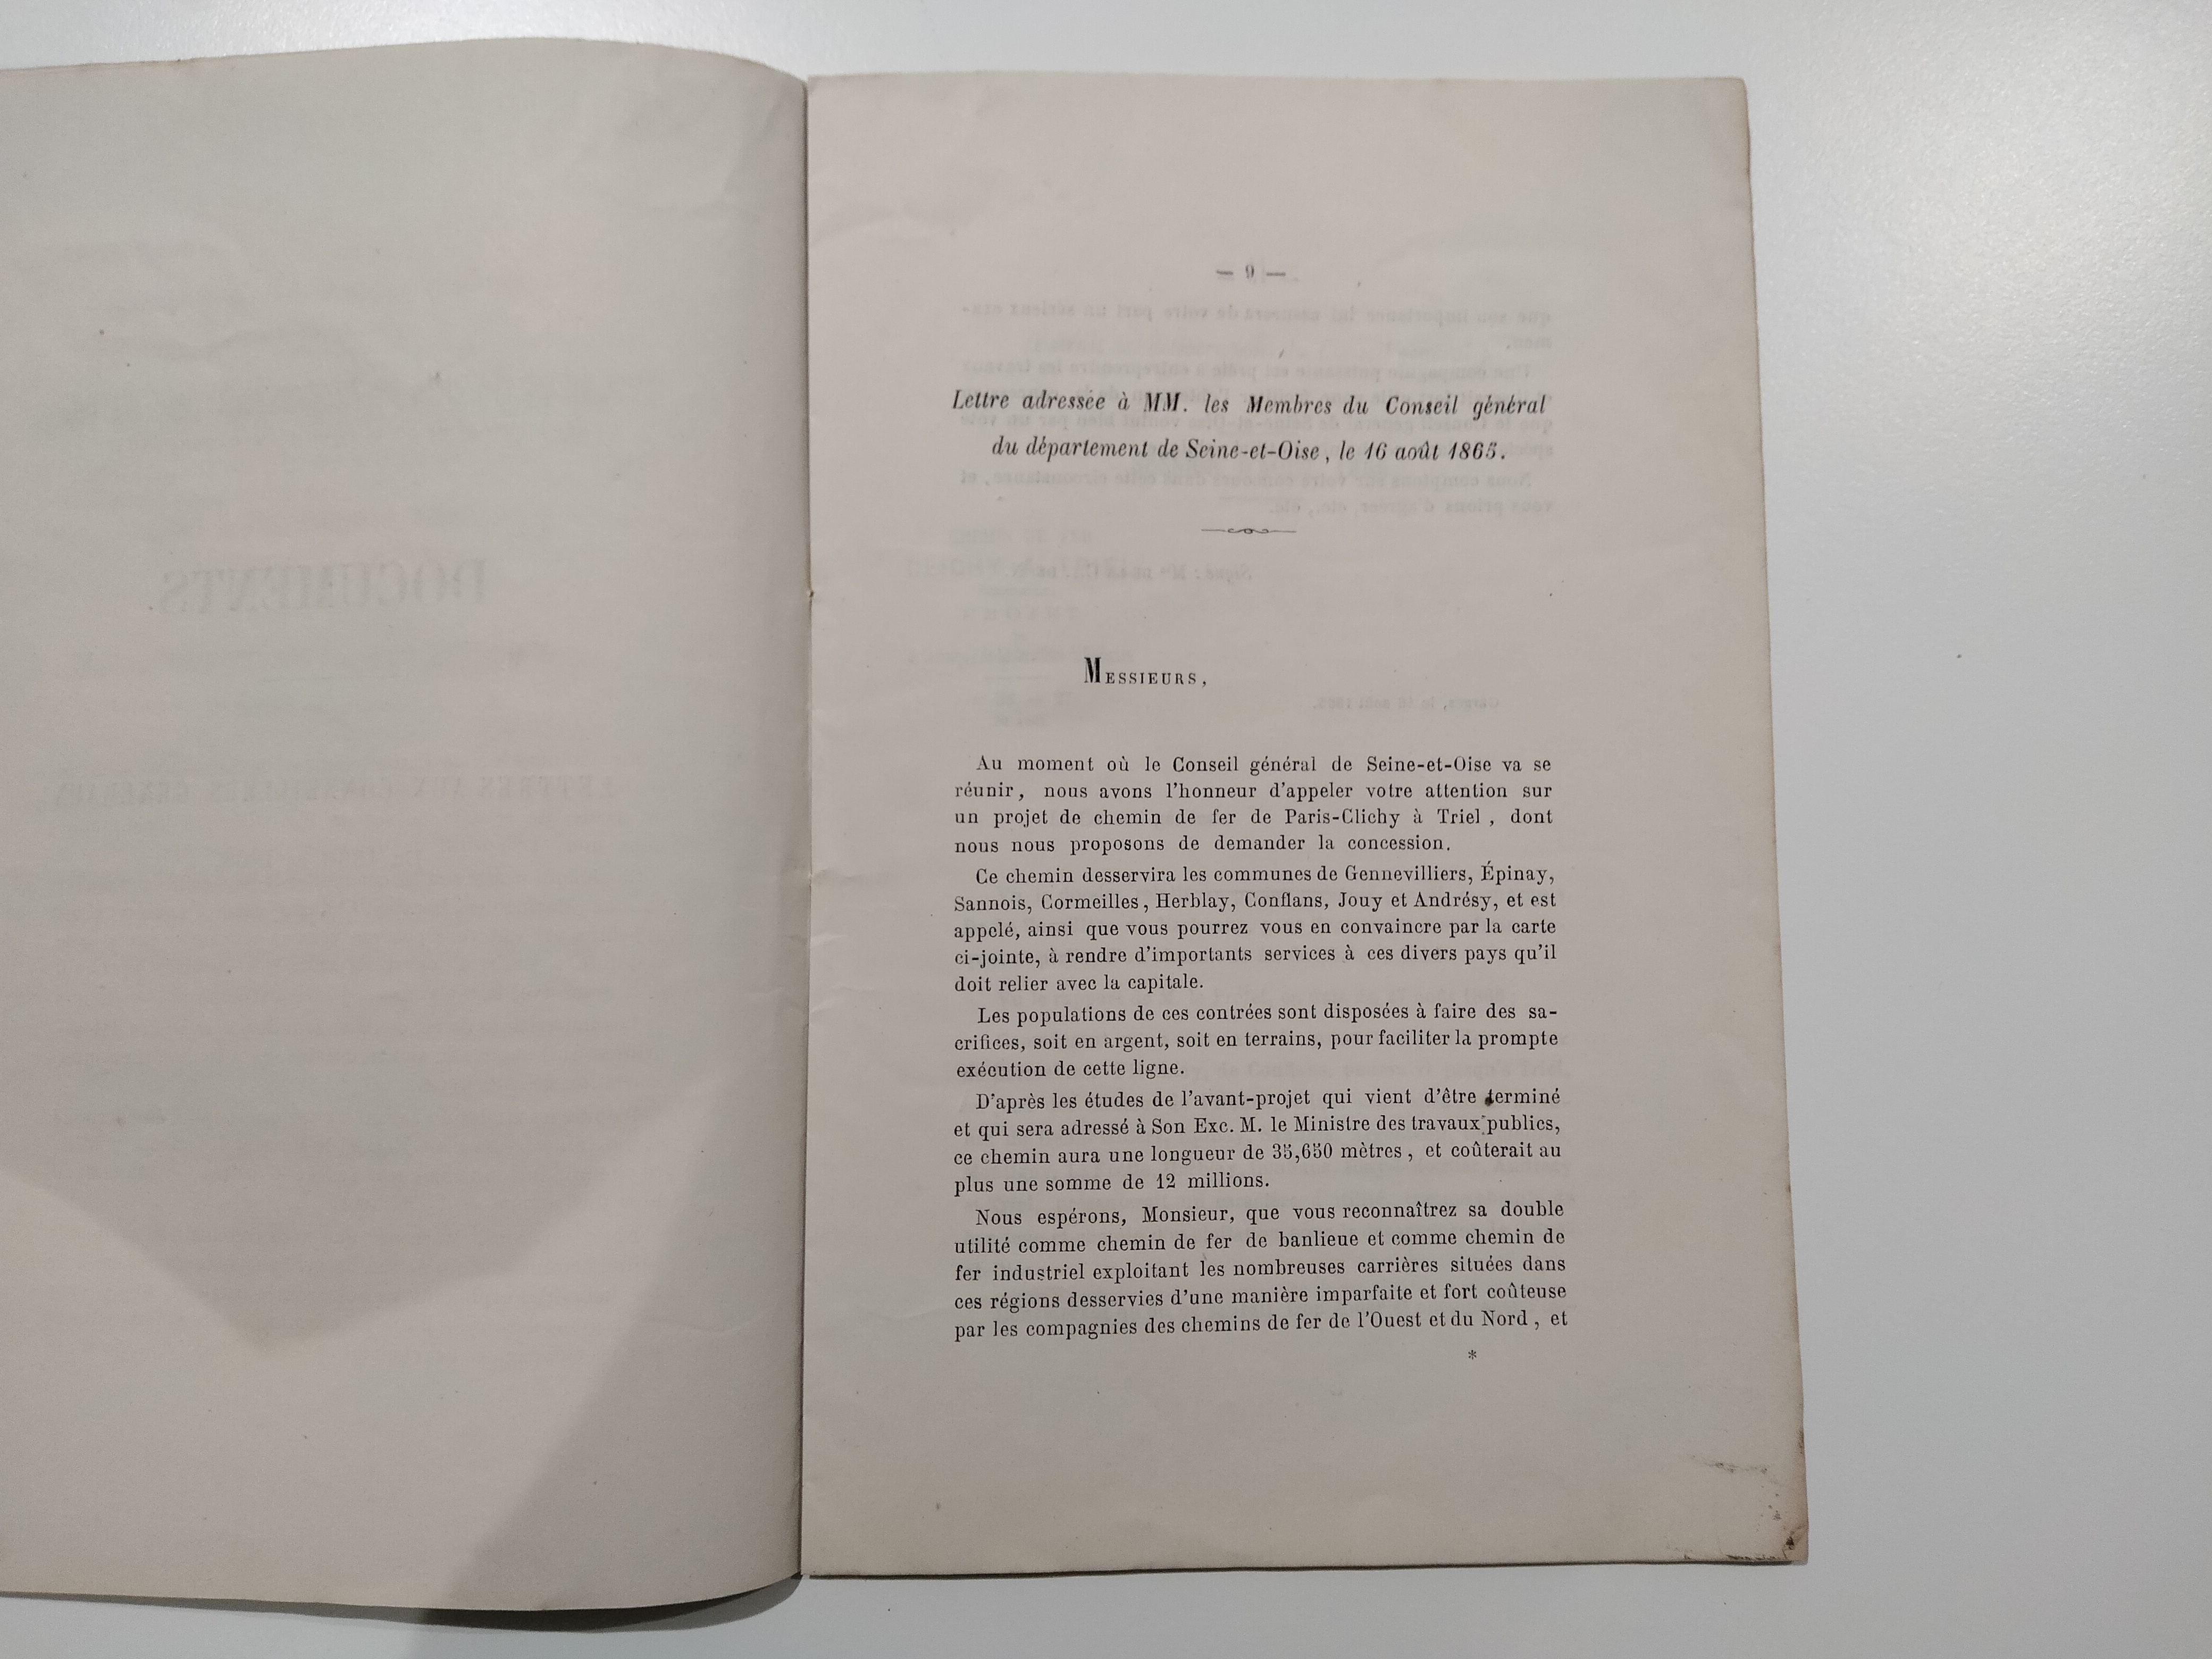 — 9 —
Lettre adressée à MM. les Membres du Conseil général
du département de Seine-et-Oise, le 16 août 1865.
MESSIEURS,
Au moment où le Conseil général de Seine-et-Oise va se
réunir, nous avons l'honneur d'appeler votre attention sur
un projet de chemin de fer de Paris-Clichy à Triel, dont
nous nous proposons de demander la concession.
Ce chemin desservira les communes de Gennevilliers, Épinay,
Sannois, Cormeilles, Herblay, Conflans, Jouy et Andrésy, et est
appelé, ainsi que vous pourrez vous en convaincre par la carte
ci-jointe, à rendre d'importants services à ces divers pays qu'il
doit relier avec la capitale.
Les populations de ces contrées sont disposées à faire des sa-
crifices, soit en argent, soit en terrains, pour faciliter la prompte
exécution de cette ligne.
D'après les études de l'avant-projet qui vient d'être terminé
et qui sera adressé à Son Exc. M. le Ministre des travaux publics,
ce chemin aura une longueur de 35,650 mètres, et coûterait au
plus une somme de 12 millions.
Nous espérons, Monsieur, que vous reconnaîtrez sa double
utilité comme chemin de fer de banlieue et comme chemin de
fer industriel exploitant les nombreuses carrières situées dans
ces régions desservies d'une manière imparfaite et fort coûteuse
par les compagnies des chemins de fer de l'Ouest et du Nord, et
*